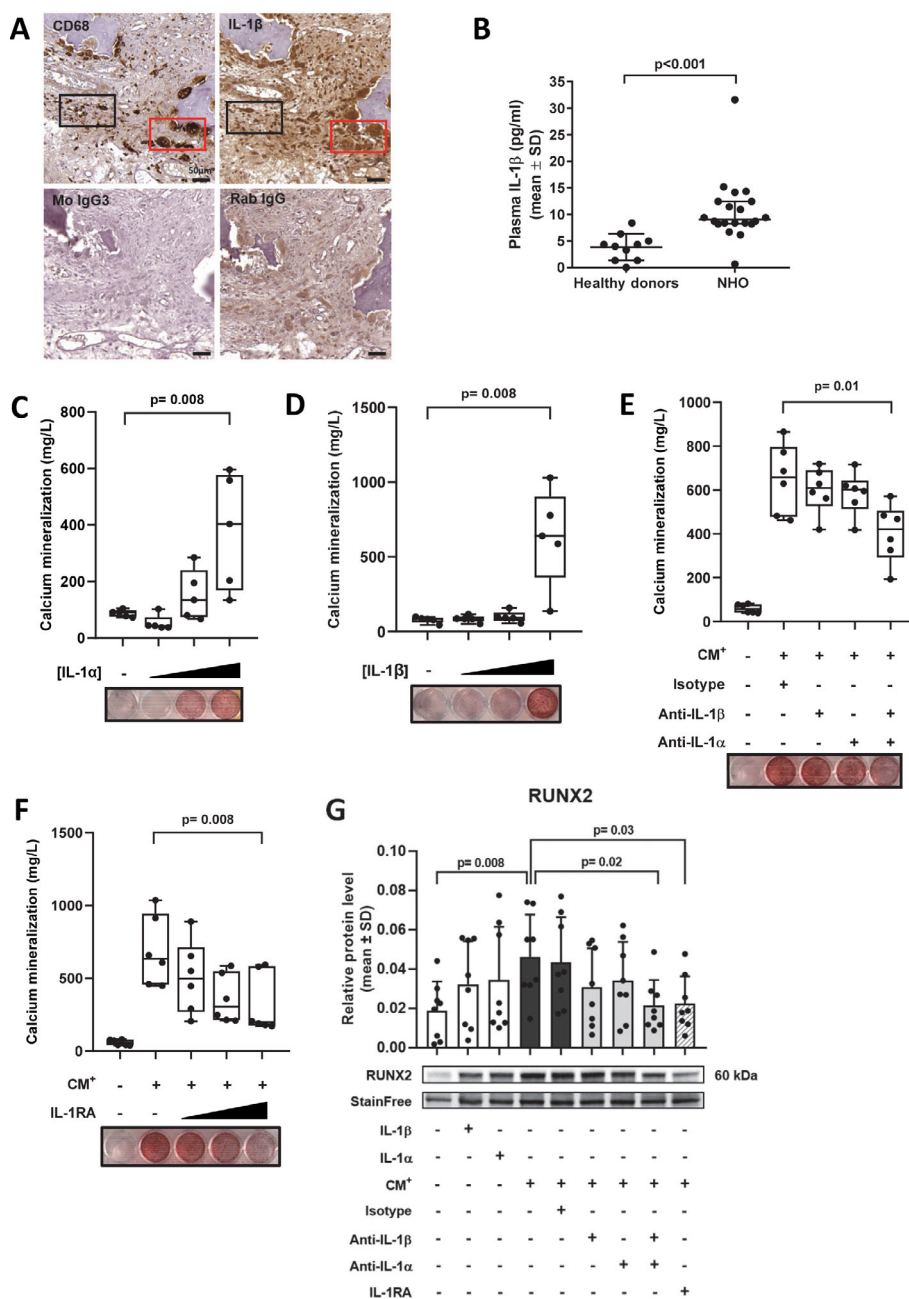 A
CD68
IL-1β
50μm
Mo IgG3
Rab IgG
B
p<0.001
Plasma IL-1β (pg/ml)
(mean ± SD)
35
30
25
20
15
10
5
0
Healthy donors
NHO
C
p= 0.008
Calcium mineralization (mg/L)
800
600
400
200
0
[IL-1α]
-
D
p= 0.008
Calcium mineralization (mg/L)
1500
1000
500
0
[IL-1β]
-
E
p= 0.01
Calcium mineralization (mg/L)
1000
800
600
400
200
0
CM+ - + + + +
Isotype - + - - -
Anti-IL-1β - - + - +
Anti-IL-1α - - - + +
F
p= 0.008
Calcium mineralization (mg/L)
1500
1000
500
0
CM+ - + + + +
IL-1RA - -
G
RUNX2
p= 0.03
p= 0.008
p= 0.02
Relative protein level
(mean ± SD)
0.10
0.08
0.06
0.04
0.02
0.00
RUNX2
60 kDa
StainFree
IL-1β - + - - - - - - -
IL-1α - - + - - - - - -
CM+ - - - + + + + + +
Isotype - - - - + - - - -
Anti-IL-1β - - - - - + - + -
Anti-IL-1α - - - - - - + + -
IL-1RA - - - - - - - - +